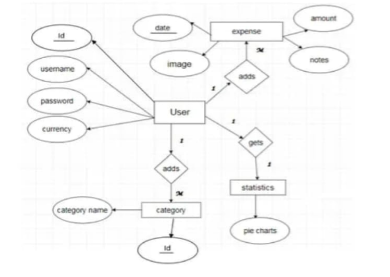 amount
date
expense
Id
M
image
notes
username
adds
password
1
User
currency
1
1
gets
adds
1
M
statistics
category name
category
pie charts
Id